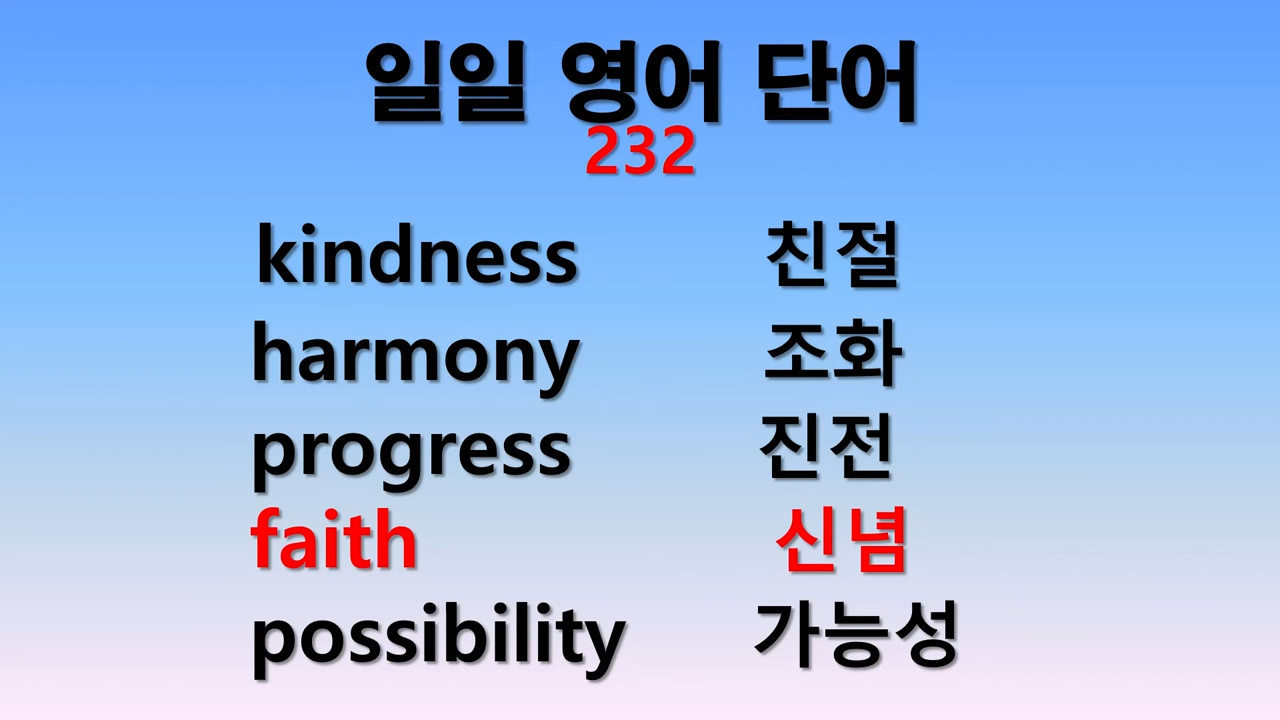 일일 영어 단어
232
kindness 친절
harmony 조화
progress 진전
faith 신념
possibility 가능성